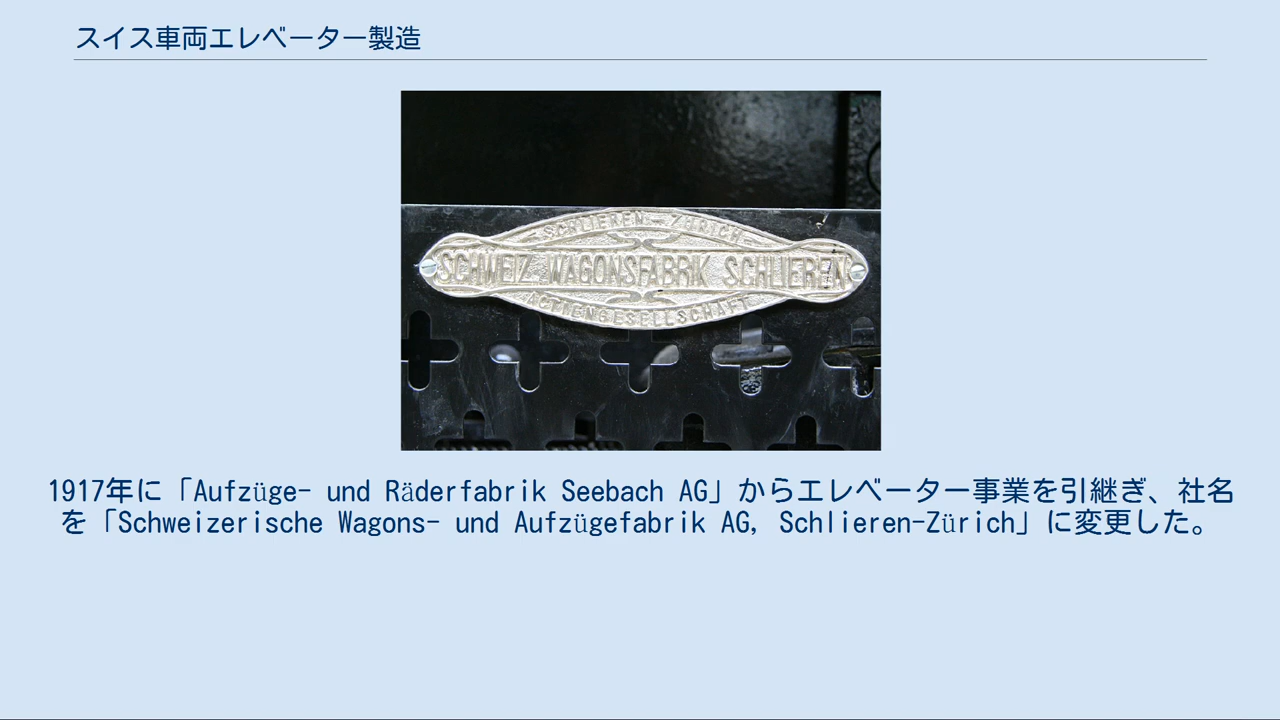 スイス車両エレベーター製造
SCHLIEREN-ZÜRICH
SCHWEIZ. WAGONSFABRIK SCHLIEREN
ACTIENGESELLSCHAFT
1917年に「Aufzüge- und Räderfabrik Seebach AG」からエレベーター事業を引継ぎ、社名
を「Schweizerische Wagons- und Aufzügefabrik AG, Schlieren-Zürich」に変更した。